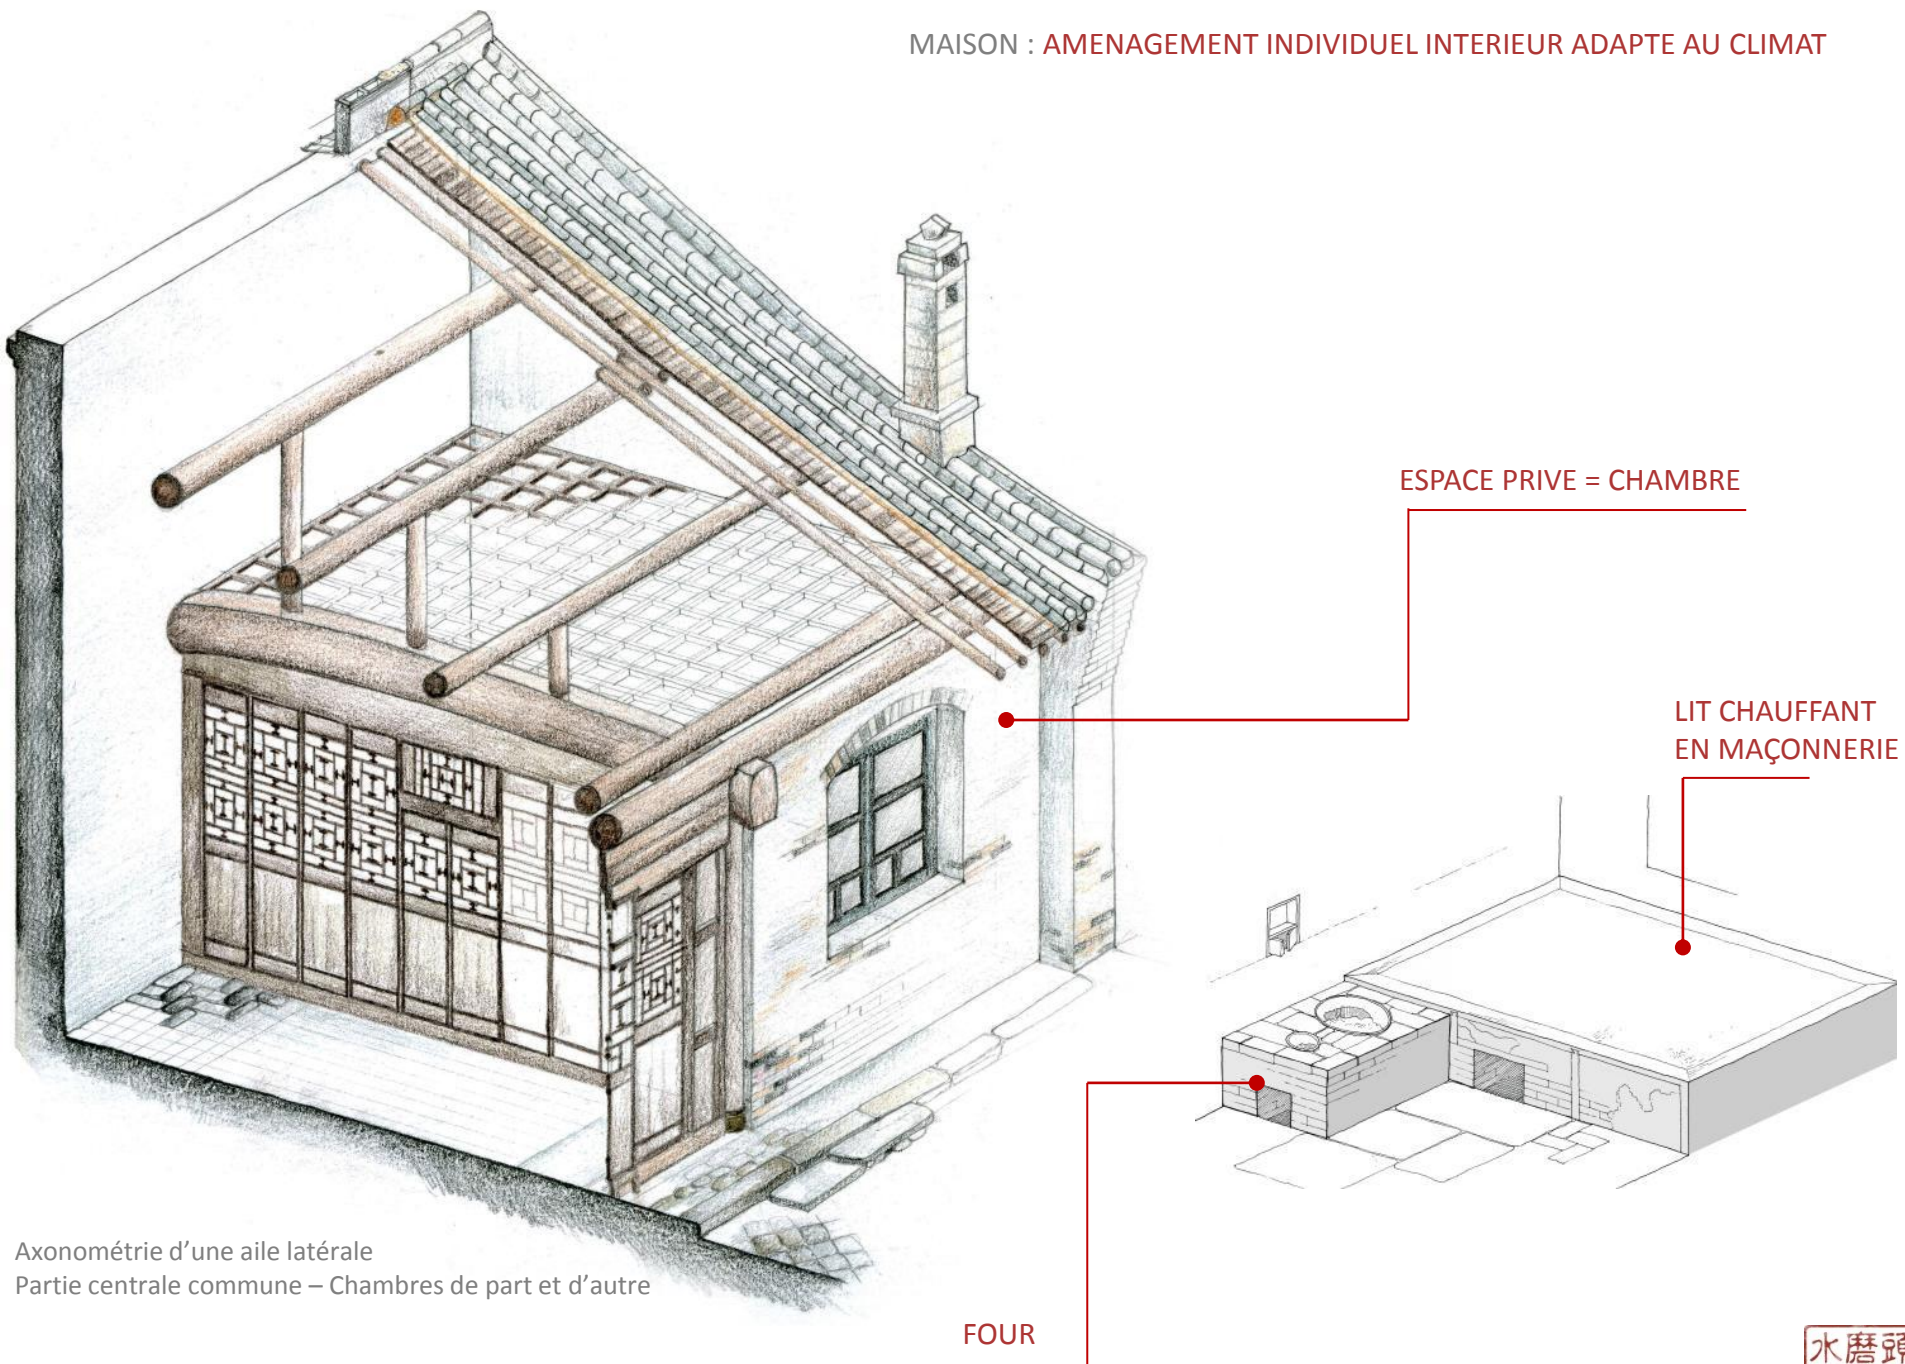 MAISON : AMENAGEMENT INDIVIDUEL INTERIEUR ADAPTE AU CLIMAT
ESPACE PRIVE = CHAMBRE
LIT CHAUFFANT
EN MAÇONNERIE
Axonométrie d’une aile latérale
Partie centrale commune – Chambres de part et d’autre
FOUR
水磨頭